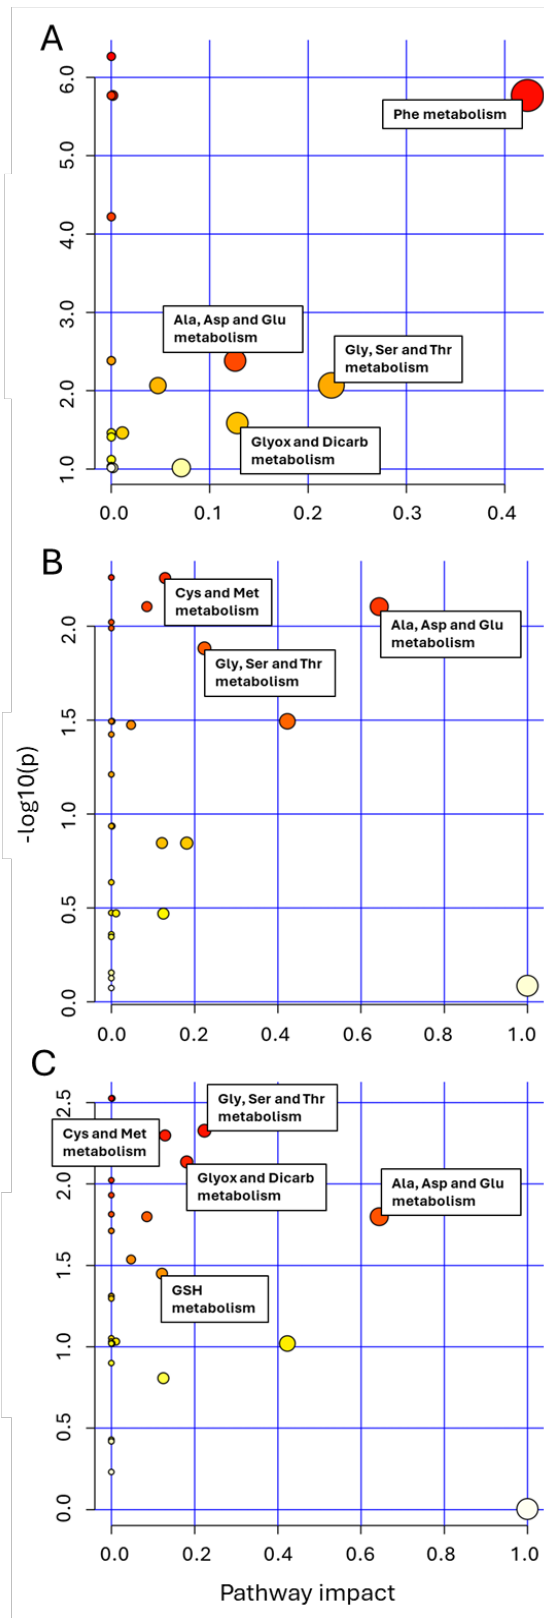 A
6.0
5.0
4.0
3.0
2.0
1.0
Phe metabolism
Ala, Asp and Glu
metabolism
Gly, Ser and Thr
metabolism
Glyox and Dicarb
metabolism
0.0 0.1 0.2 0.3 0.4
B
2.0
1.5
1.0
0.5
0.0
Cys and Met
metabolism
Ala, Asp and Glu
metabolism
Gly, Ser and Thr
metabolism
0.0 0.2 0.4 0.6 0.8 1.0
-log10(p)
C
2.5
2.0
1.5
1.0
0.5
0.0
Gly, Ser and Thr
metabolism
Cys and Met
metabolism
Glyox and Dicarb
metabolism
Ala, Asp and Glu
metabolism
GSH
metabolism
0.0 0.2 0.4 0.6 0.8 1.0
Pathway impact